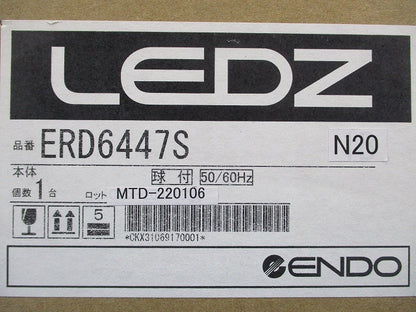 LEDZ
品番 ERD6447S N20
本体 球付 50/60Hz
個数 1台 ロット MTD-220106
5
*CKX31069170001*
ENDO